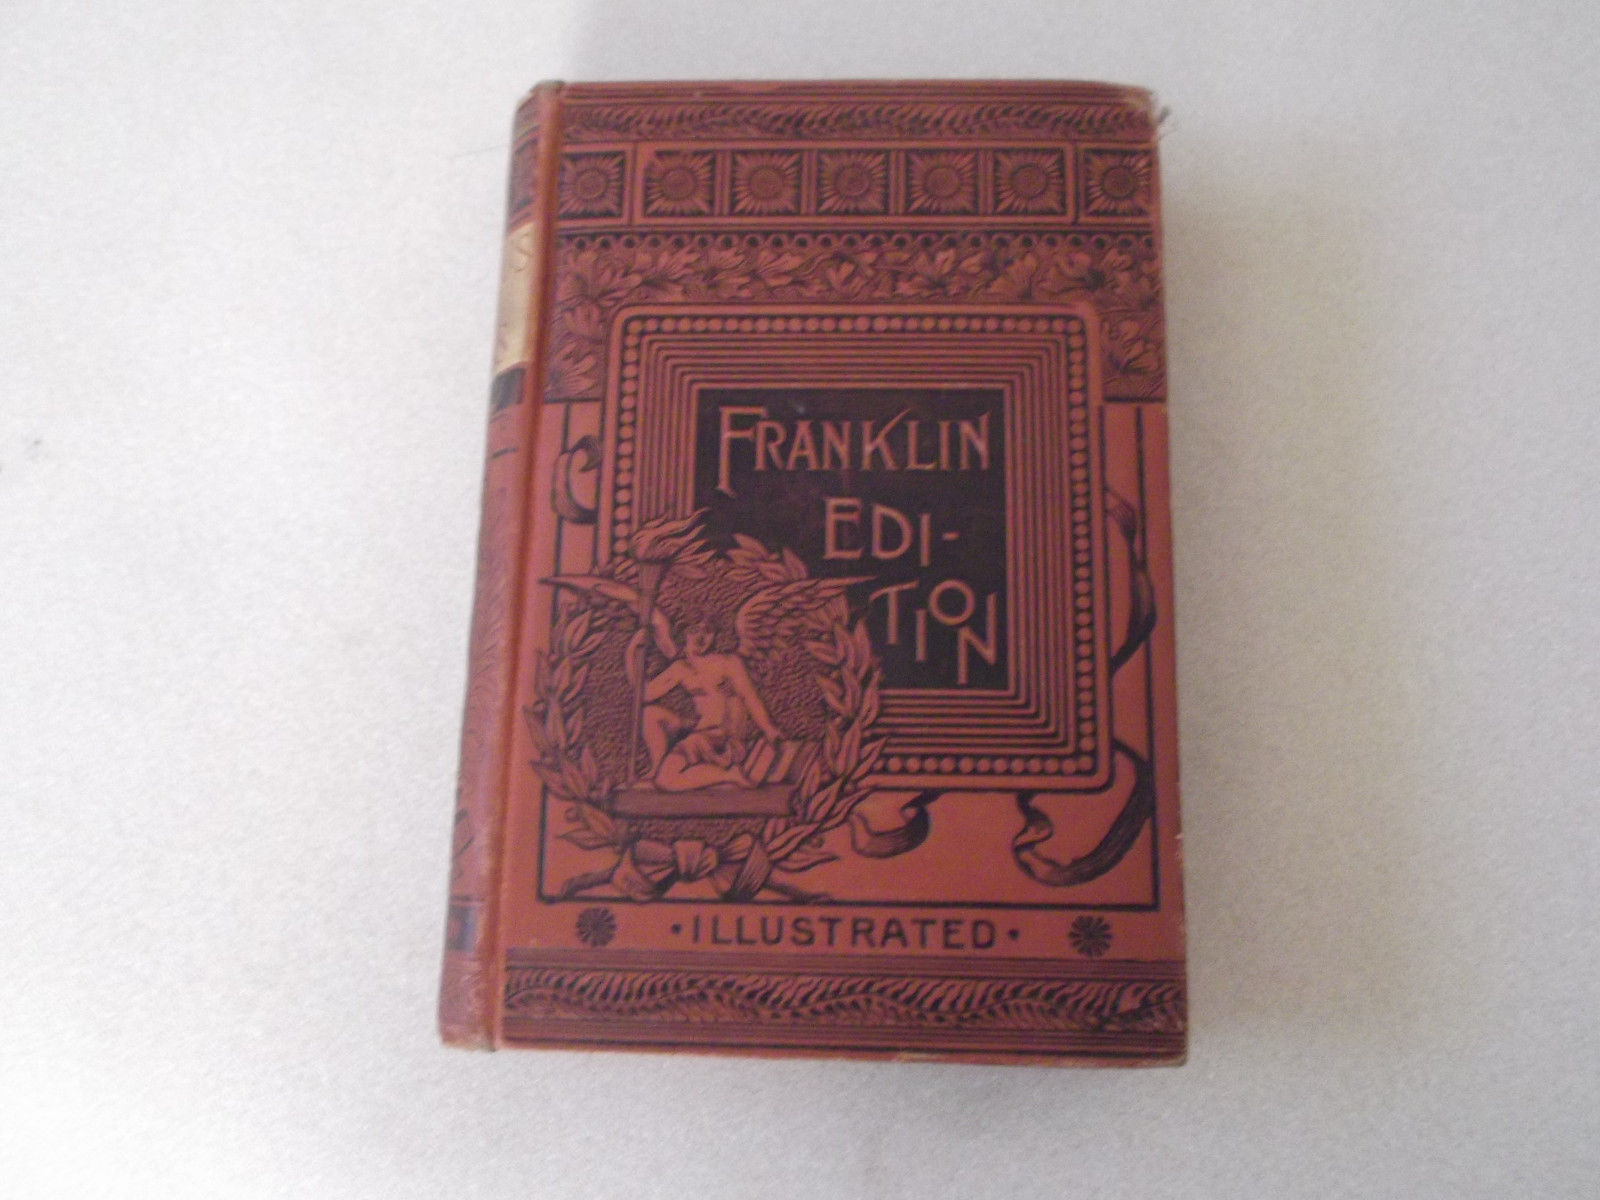 FRANKLIN
EDI-
TION
·ILLUSTRATED·